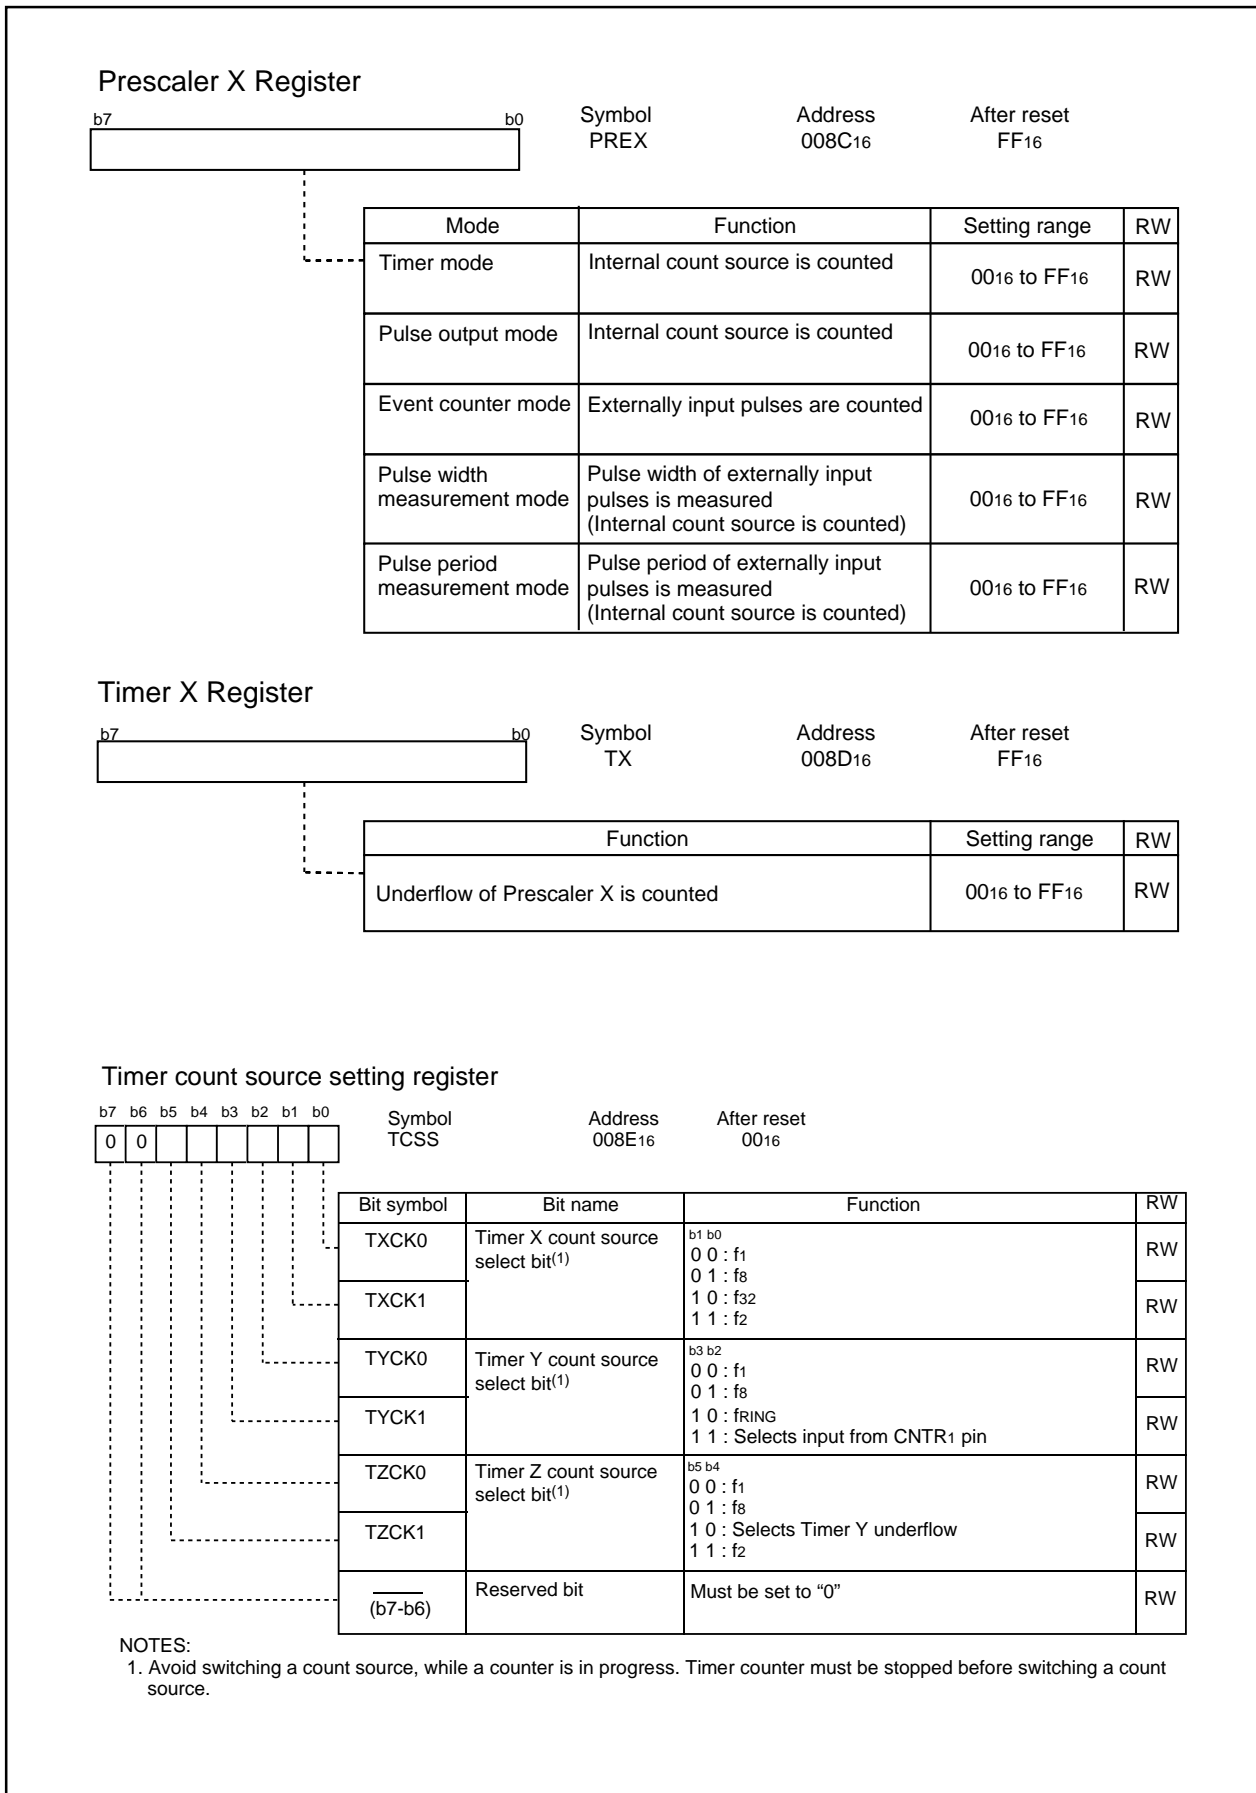 Prescaler X Register
b7 b0 Symbol Address After reset
PREX 008C16 FF16
Mode Function Setting range RW
Timer mode Internal count source is counted 0016 to FF16 RW
Pulse output mode Internal count source is counted 0016 to FF16 RW
Event counter mode Externally input pulses are counted 0016 to FF16 RW
Pulse width Pulse width of externally input
measurement mode pulses is measured 0016 to FF16 RW
(Internal count source is counted)
Pulse period Pulse period of externally input
measurement mode pulses is measured 0016 to FF16 RW
(Internal count source is counted)
Timer X Register
b7 b0 Symbol Address After reset
TX 008D16 FF16
Function Setting range RW
Underflow of Prescaler X is counted 0016 to FF16 RW
Timer count source setting register
b7 b6 b5 b4 b3 b2 b1 b0 Symbol Address After reset
0 0 TCSS 008E16 0016
Bit symbol Bit name Function RW
TXCK0 Timer X count source b1 b0 RW
select bit(1) 0 0 : f1
0 1 : f8
TXCK1 1 0 : f32 RW
1 1 : f2
TYCK0 Timer Y count source b3 b2 RW
select bit(1) 0 0 : f1
0 1 : f8
TYCK1 1 0 : fRING RW
1 1 : Selects input from CNTR1 pin
TZCK0 Timer Z count source b5 b4 RW
select bit(1) 0 0 : f1
0 1 : f8
TZCK1 1 0 : Selects Timer Y underflow RW
1 1 : f2
(b7-b6) Reserved bit Must be set to “0” RW
NOTES:
1. Avoid switching a count source, while a counter is in progress. Timer counter must be stopped before switching a count
source.